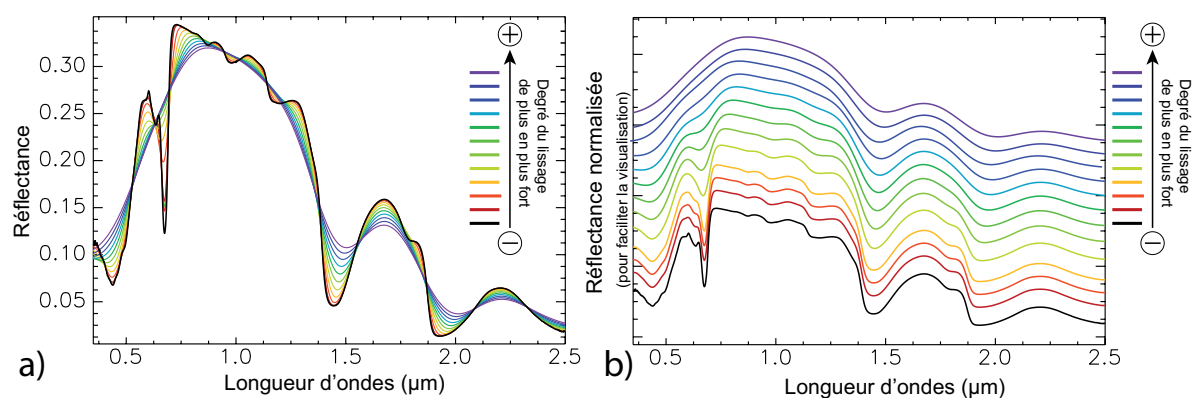 Réflectance
0.30
0.25
0.20
0.15
0.10
0.05
0.5
1.0
1.5
2.0
2.5
Longueur d'ondes (µm)
a)
+
Degré du lissage
de plus en plus fort
−
Réflectance normalisée
(pour faciliter la visualisation)
0.5
1.0
1.5
2.0
2.5
Longueur d'ondes (µm)
b)
+
Degré du lissage
de plus en plus fort
−